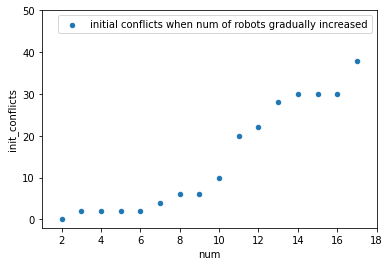 initial conflicts when num of robots gradually increased
50
40
30
20
10
0
init_conflicts
2 4 6 8 10 12 14 16 18
num